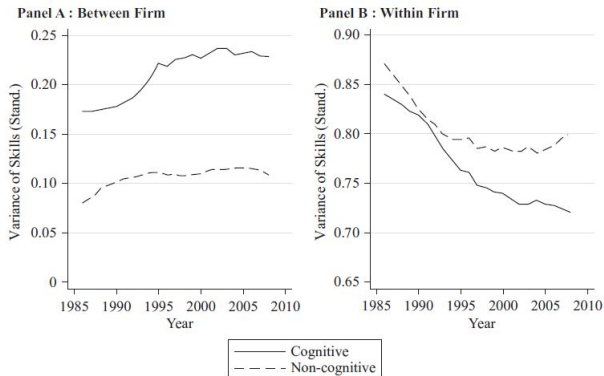 Panel A : Between Firm
Variance of Skills (Stand.)
0.25
0.20
0.15
0.10
0.05
0
1985 1990 1995 2000 2005 2010
Year
Panel B : Within Firm
Variance of Skills (Stand.)
0.90
0.85
0.80
0.75
0.70
0.65
1985 1990 1995 2000 2005 2010
Year
Cognitive
Non-cognitive